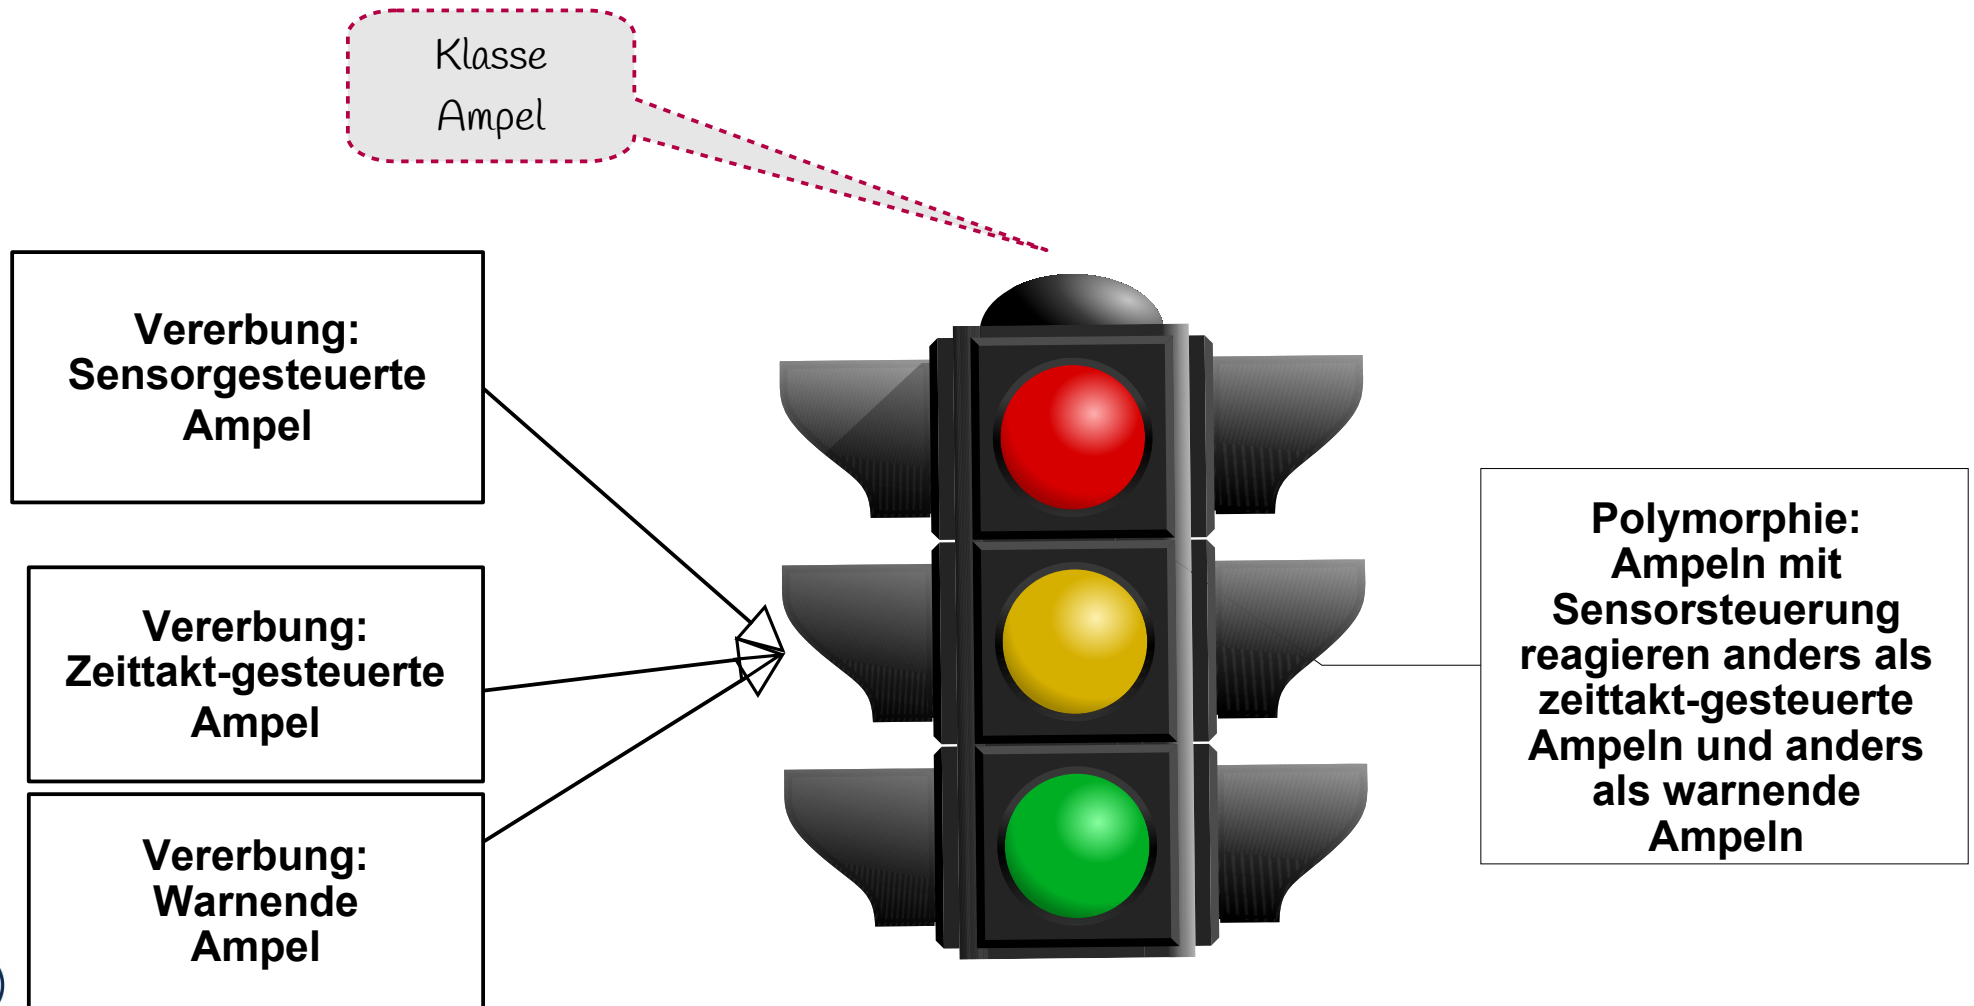 Klasse
Ampel
Vererbung:
Sensorgesteuerte
Ampel
Vererbung:
Zeittakt-gesteuerte
Ampel
Vererbung:
Warnende
Ampel
Polymorphie:
Ampeln mit
Sensorsteuerung
reagieren anders als
zeittakt-gesteuerte
Ampeln und anders
als warnende
Ampeln